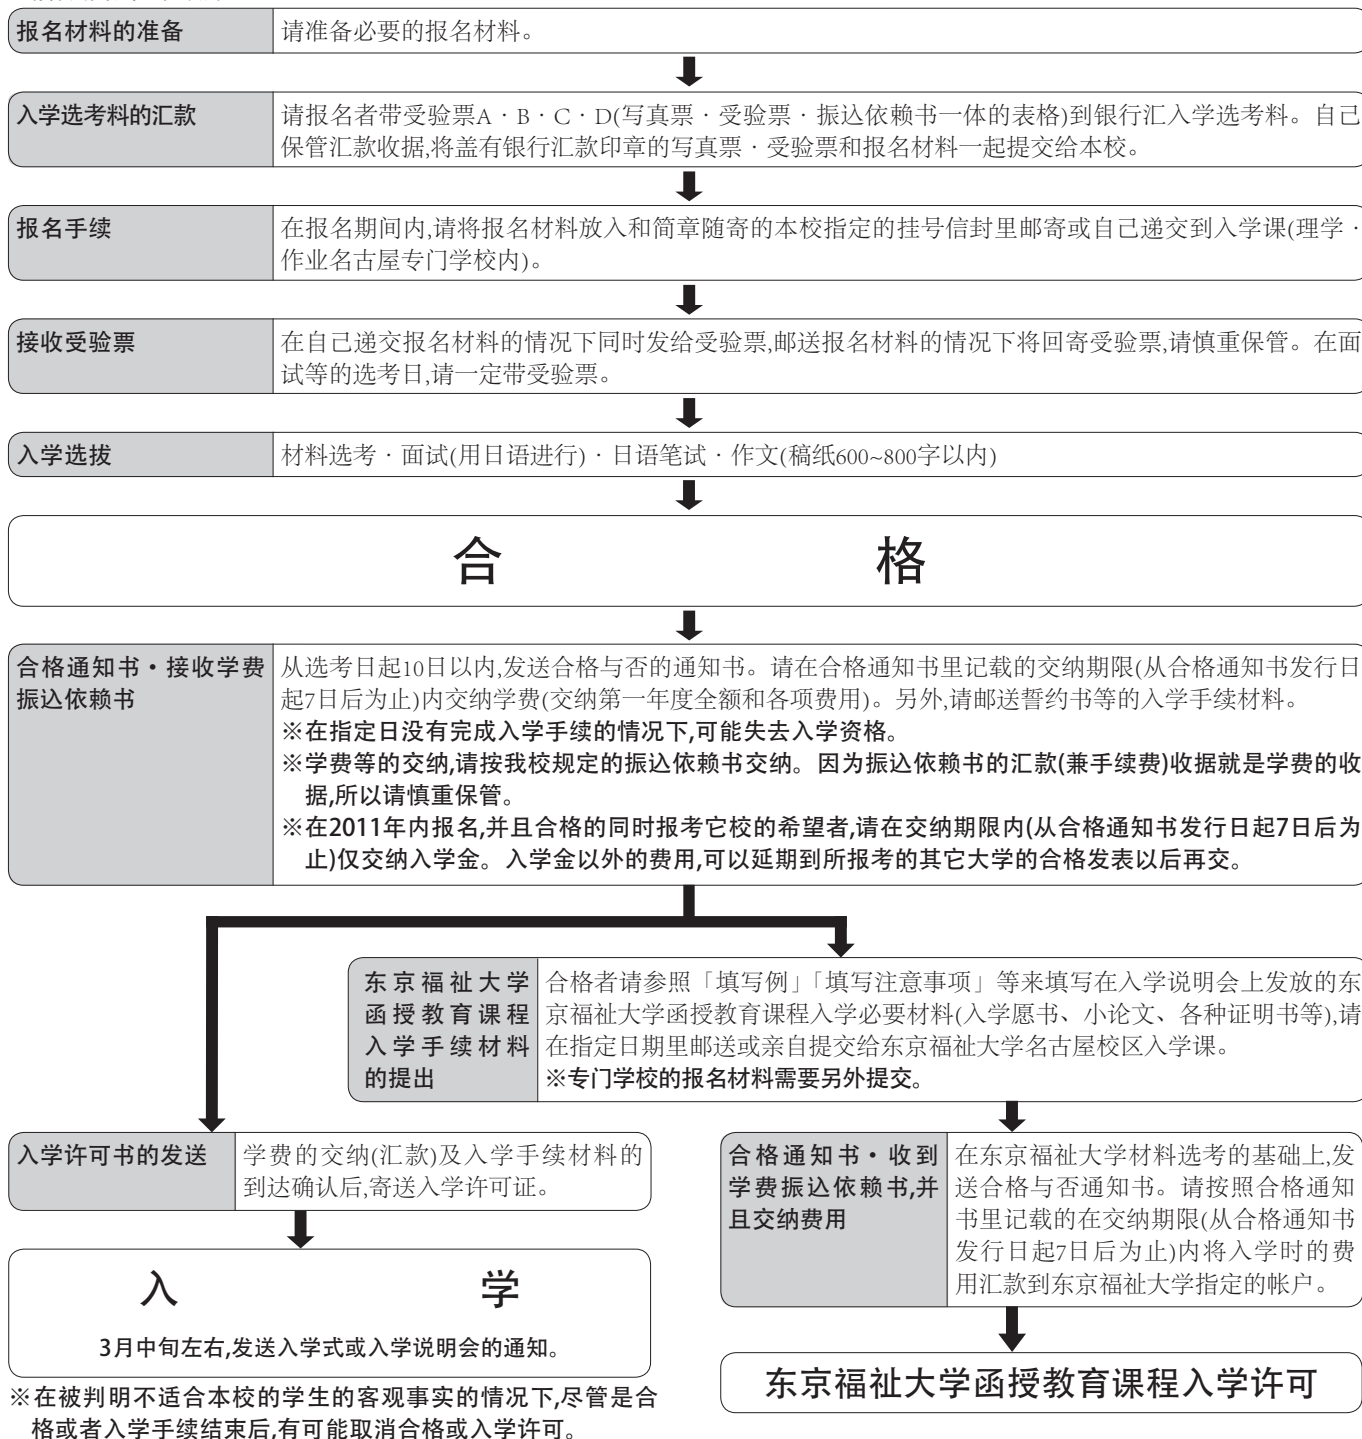 报名材料的准备
请准备必要的报名材料。
入学选考料的汇款
请报名者带受验票A · B · C · D(写真票 · 受验票 · 振込依赖书一体的表格)到银行汇入学选考料。自己
保管汇款收据,将盖有银行汇款印章的写真票 · 受验票和报名材料一起提交给本校。
报名手续
在报名期间内,请将报名材料放入和简章随寄的本校指定的挂号信封里邮寄或自己递交到入学课(理学 ·
作业名古屋专门学校内)。
接收受验票
在自己递交报名材料的情况下同时发给受验票,邮送报名材料的情况下将回寄受验票,请慎重保管。在面
试等的选考日,请一定带受验票。
入学选拔
材料选考 · 面试(用日语进行) · 日语笔试 · 作文(稿纸600~800字以内)
合 格
合格通知书・接收学费
振込依赖书
从选考日起10日以内,发送合格与否的通知书。请在合格通知书里记载的交纳期限(从合格通知书发行日
起7日后为止)内交纳学费(交纳第一年度全额和各项费用)。另外,请邮送誓约书等的入学手续材料。
※在指定日没有完成入学手续的情况下,可能失去入学资格。
※学费等的交纳,请按我校规定的振込依赖书交纳。因为振込依赖书的汇款(兼手续费)收据就是学费的收
据,所以请慎重保管。
※在2011年内报名,并且合格的同时报考它校的希望者,请在交纳期限内(从合格通知书发行日起7日后为
止)仅交纳入学金。入学金以外的费用,可以延期到所报考的其它大学的合格发表以后再交。
东京福祉大学
函授教育课程
入学手续材料
的提出
合格者请参照「填写例」「填写注意事项」等来填写在入学说明会上发放的东
京福祉大学函授教育课程入学必要材料(入学愿书、小论文、各种证明书等),请
在指定日期里邮送或亲自提交给东京福祉大学名古屋校区入学课。
※专门学校的报名材料需要另外提交。
入学许可书的发送
学费的交纳(汇款)及入学手续材料的
到达确认后,寄送入学许可证。
合格通知书・收到
学费振込依赖书,并
且交纳费用
在东京福祉大学材料选考的基础上,发
送合格与否通知书。请按照合格通知
书里记载的在交纳期限(从合格通知书
发行日起7日后为止)内将入学时的费
用汇款到东京福祉大学指定的帐户。
入 学
3月中旬左右,发送入学式或入学说明会的通知。
东京福祉大学函授教育课程入学许可
※在被判明不适合本校的学生的客观事实的情况下,尽管是合
格或者入学手续结束后,有可能取消合格或入学许可。